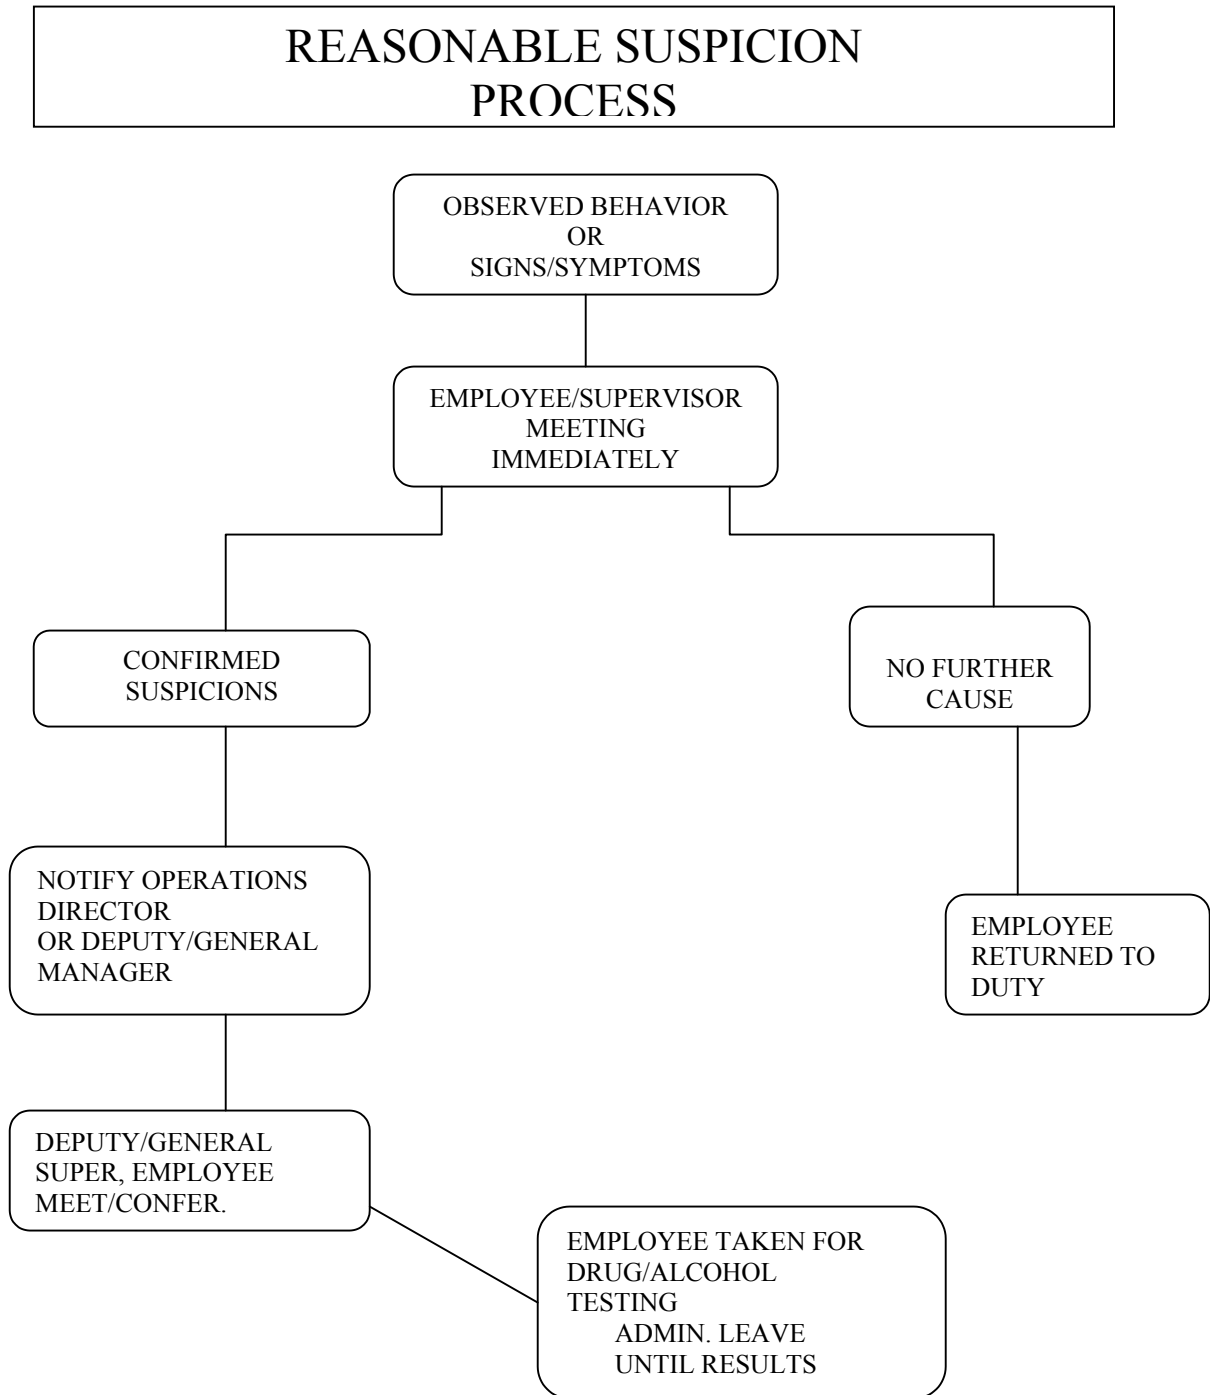 REASONABLE SUSPICION
PROCESS
OBSERVED BEHAVIOR
OR
SIGNS/SYMPTOMS
EMPLOYEE/SUPERVISOR
MEETING
IMMEDIATELY
CONFIRMED
SUSPICIONS
NO FURTHER
CAUSE
NOTIFY OPERATIONS
DIRECTOR
OR DEPUTY/GENERAL
MANAGER
EMPLOYEE
RETURNED TO
DUTY
DEPUTY/GENERAL
SUPER, EMPLOYEE
MEET/CONFER.
EMPLOYEE TAKEN FOR
DRUG/ALCOHOL
TESTING
ADMIN. LEAVE
UNTIL RESULTS